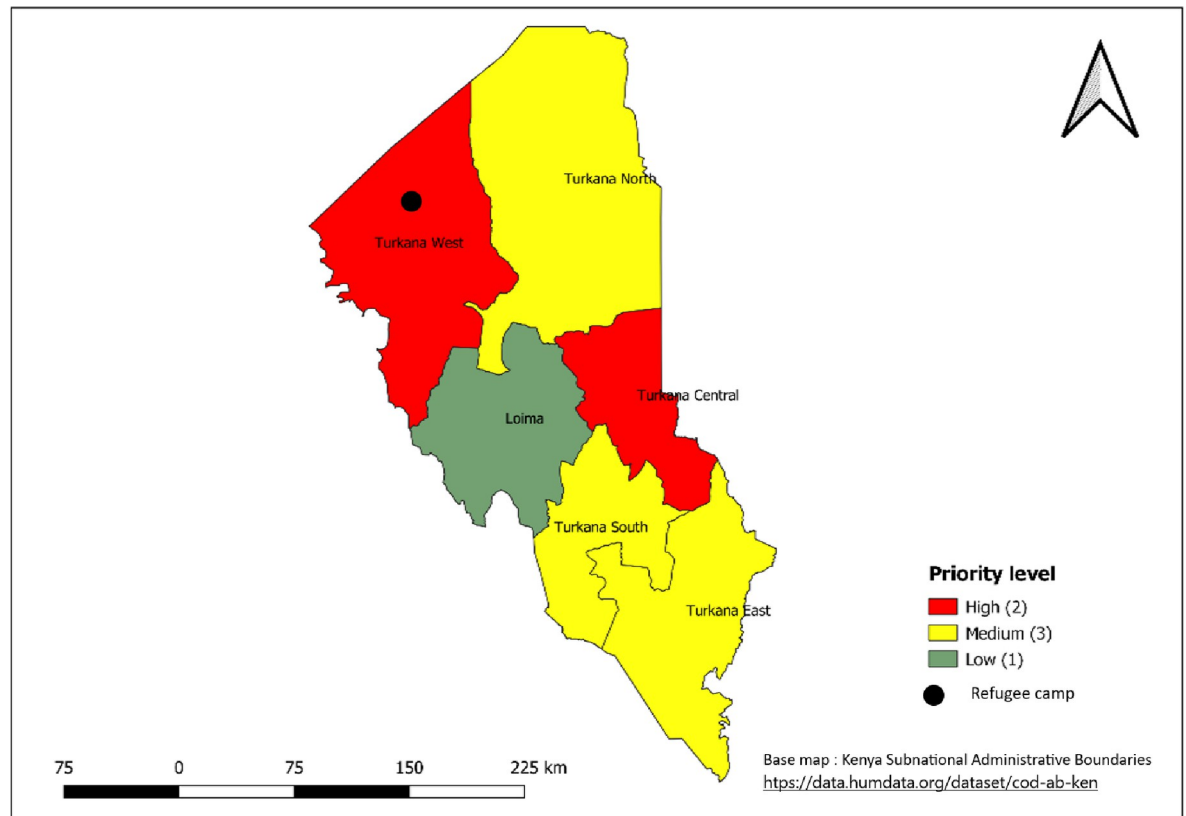 Turkana North
Turkana West
Turkana Central
Loima
Turkana South
Turkana East
Priority level
High (2)
Medium (3)
Low (1)
Refugee camp
75 0 75 150 225 km
Base map : Kenya Subnational Administrative Boundaries
htps://data.humdata.org/dataset/cod-ab-ken